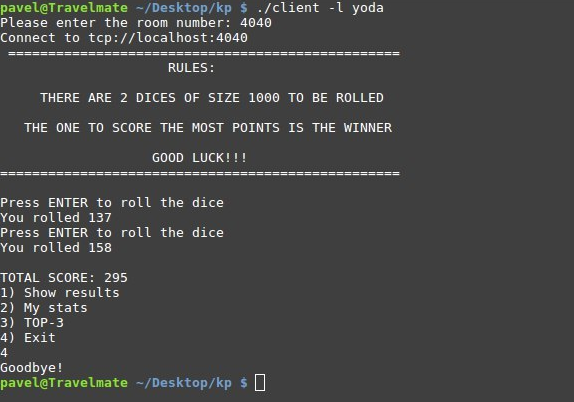 pavel@Travelmate ~/Desktop/kp $ ./client -l yoda
Please enter the room number: 4040
Connect to tcp://localhost:4040
=================================================
RULES:
THERE ARE 2 DICES OF SIZE 1000 TO BE ROLLED
THE ONE TO SCORE THE MOST POINTS IS THE WINNER
GOOD LUCK!!!
==================================================
Press ENTER to roll the dice
You rolled 137
Press ENTER to roll the dice
You rolled 158
TOTAL SCORE: 295
1) Show results
2) My stats
3) TOP-3
4) Exit
4
Goodbye!
pavel@Travelmate ~/Desktop/kp $